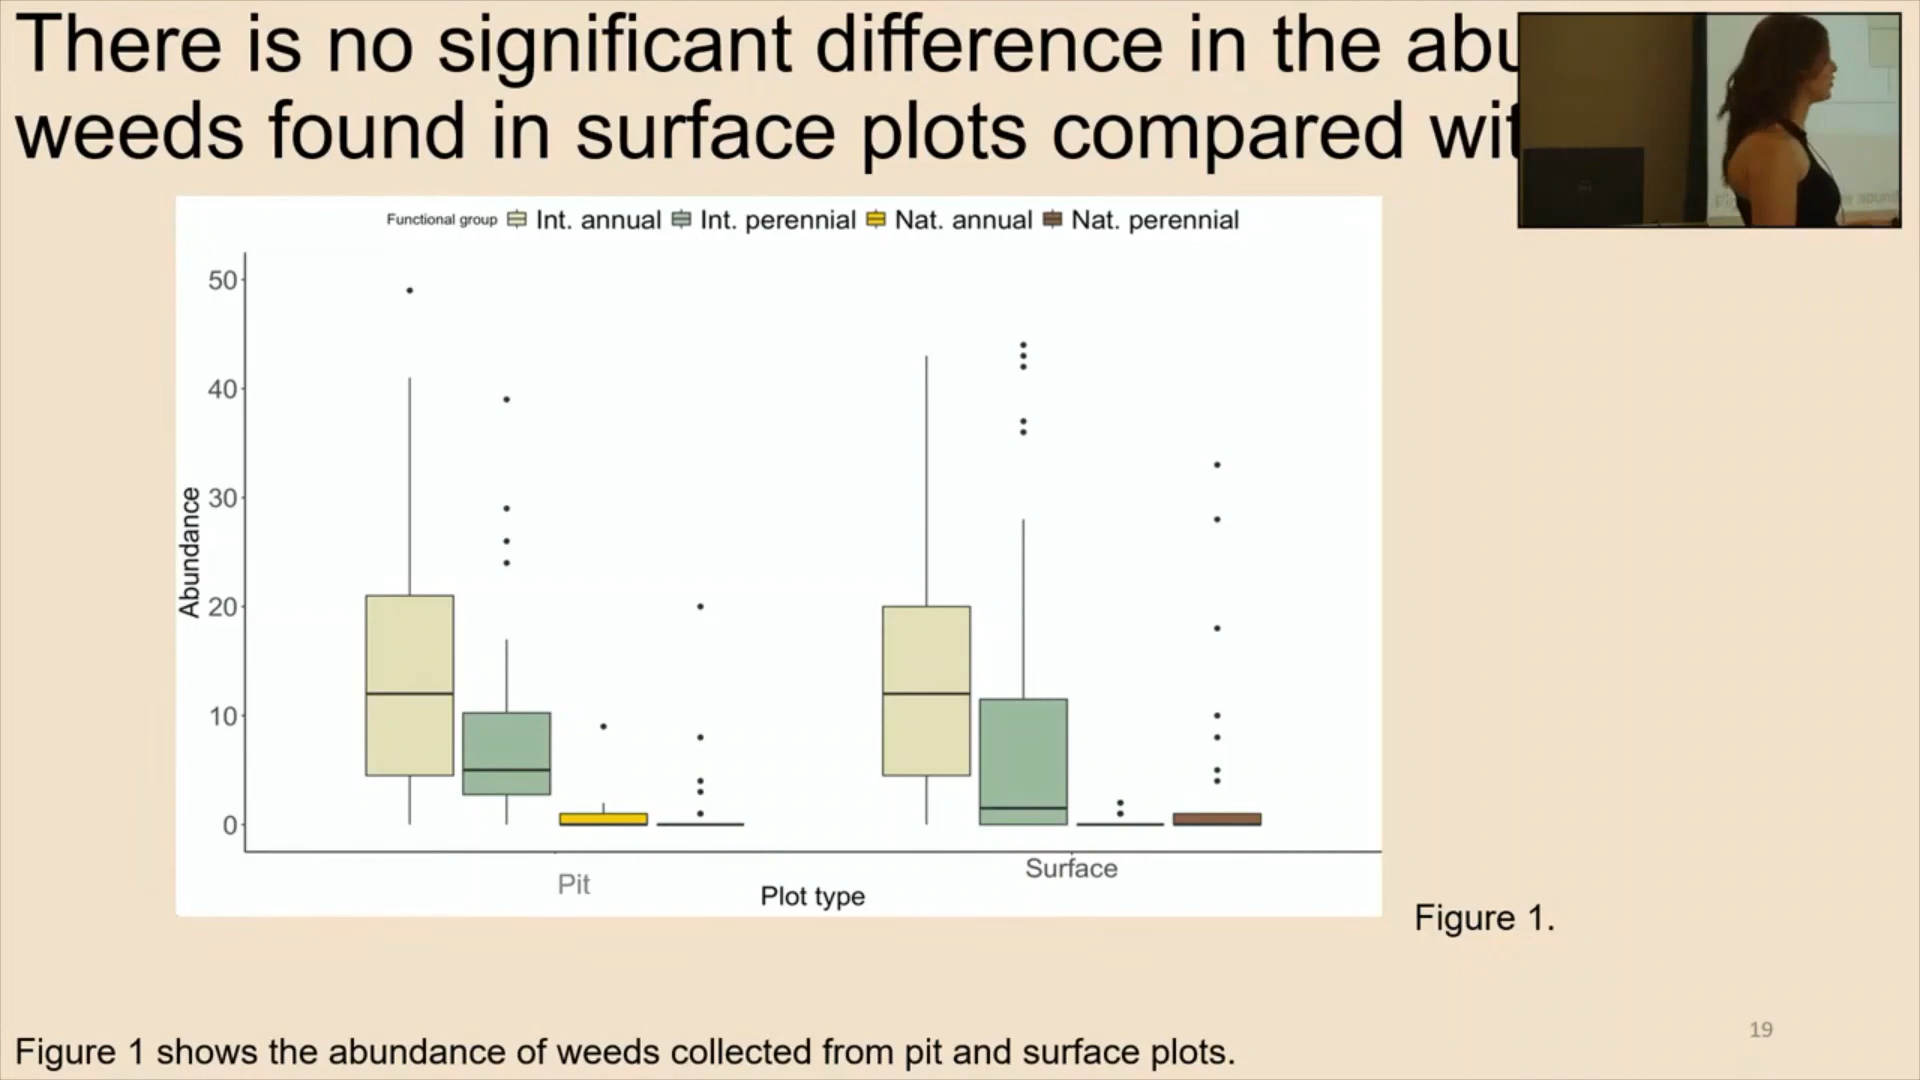 There is no significant difference in the
weeds found in surface plots compared
Functional group Int. annual Int. perennial Nat. annual Nat. perennial
50
40
30
20
10
0
Abundance
Pit
Surface
Plot type
Figure 1.
19
Figure 1 shows the abundance of weeds collected from pit and surface plots.